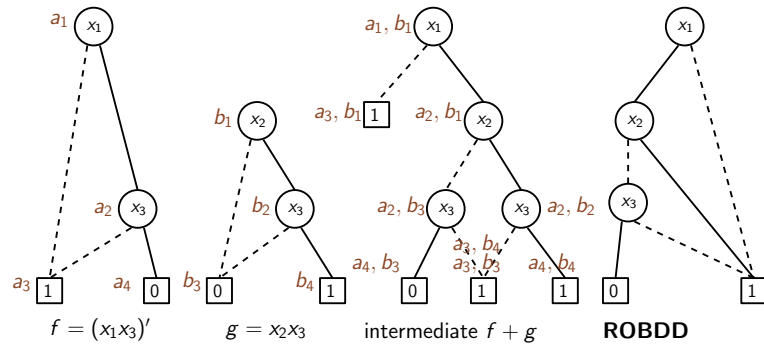 a₁ x₁ a₁, b₁ x₁ x₁
a₃, b₁ 1
b₁ x₂ a₂, b₁ x₂ x₂
a₂ x₃ b₂ x₃ a₂, b₃ x₃ x₃ a₂, b₂ x₃
a₃, b₄
a₄, b₃ a₃, b₃ a₄, b₄
a₃ 1 a₄ 0 b₃ 0 b₄ 1 0 1 1 0 1
f = (x₁x₃)′ g = x₂x₃ intermediate f + g ROBDD